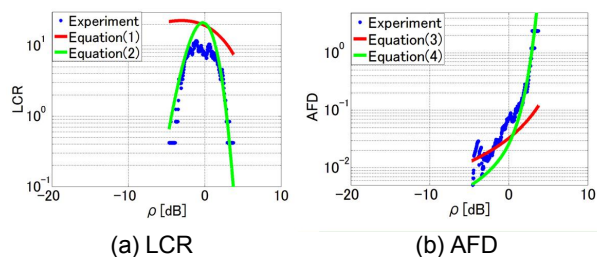 Experiment
Equation(1)
Equation(2)
LCR
10^1
10^0
10^-1
-20
-10
0
10
ρ [dB]
(a) LCR
Experiment
Equation(3)
Equation(4)
AFD
10^0
10^-1
10^-2
-20
-10
0
10
ρ [dB]
(b) AFD